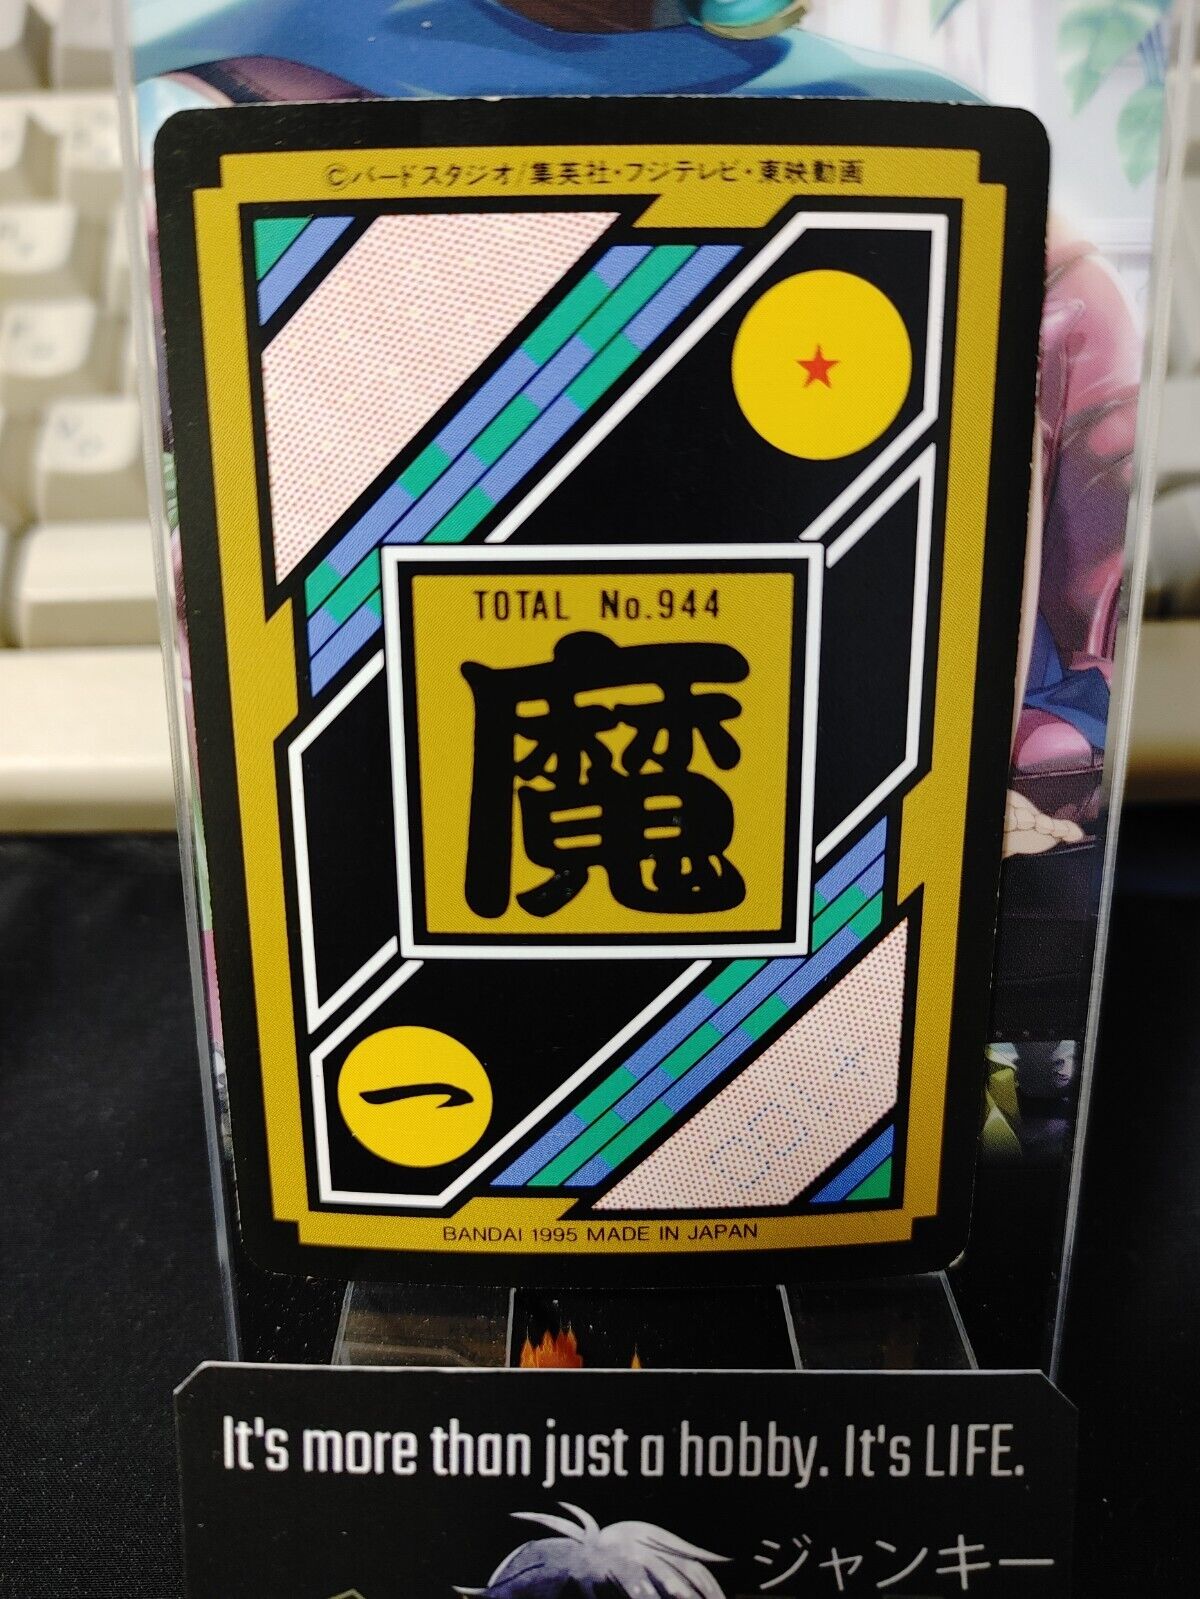 ©バードスタジオ/集英社・フジテレビ・東映動画
TOTAL No.944
魔
一
BANDAI 1995 MADE IN JAPAN
It's more than just a hobby. It's LIFE.
ジャンキー